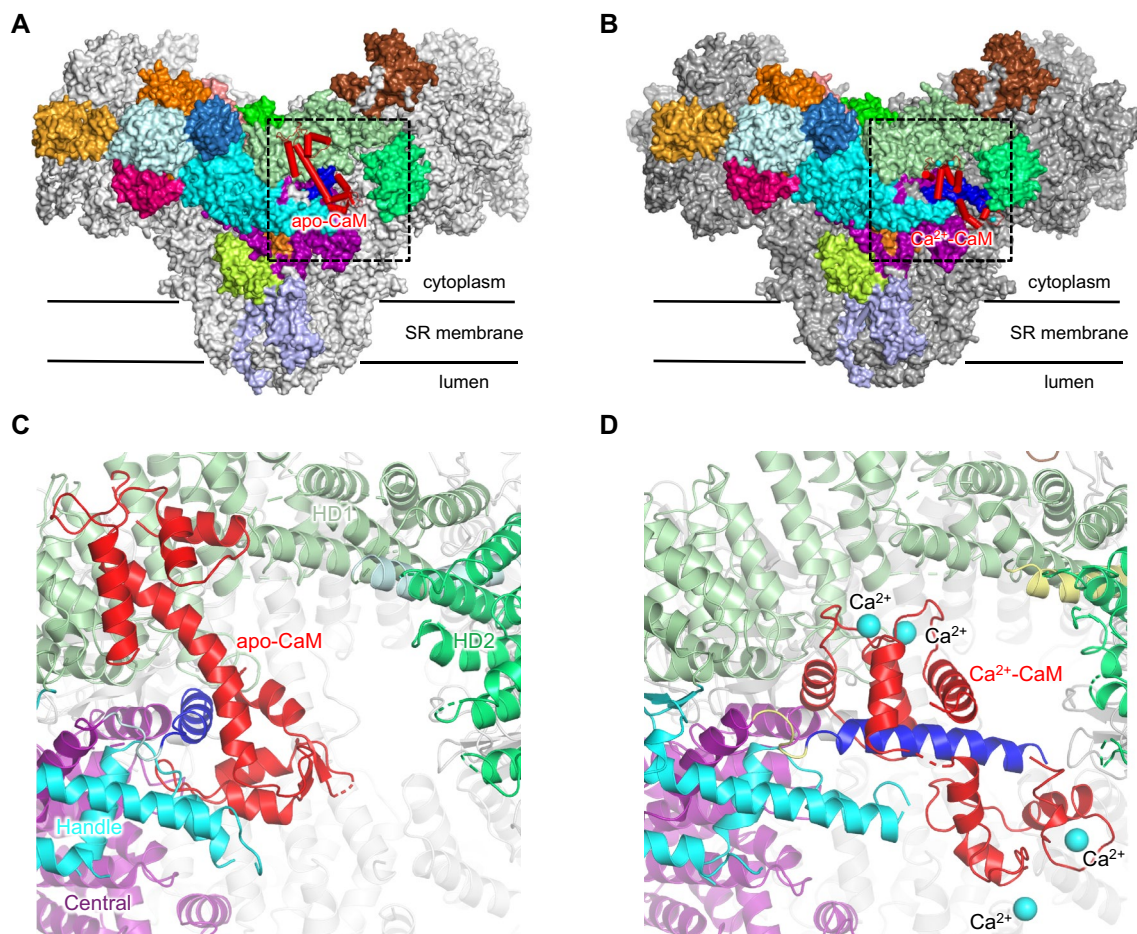 A
apo-CaM
cytoplasm
SR membrane
lumen
B
Ca²⁺-CaM
cytoplasm
SR membrane
lumen
C
HD1
apo-CaM
HD2
Handle
Central
D
Ca²⁺
Ca²⁺
Ca²⁺-CaM
Ca²⁺
Ca²⁺